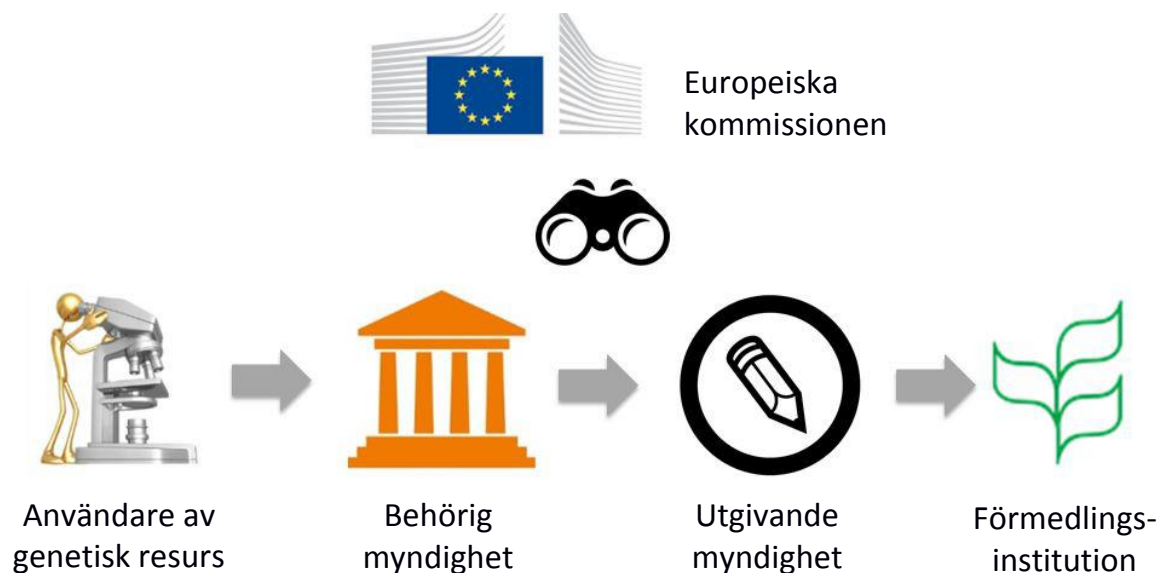 Europeiska
kommissionen
Användare av
genetisk resurs
Behörig
myndighet
Utgivande
myndighet
Förmedlings-
institution